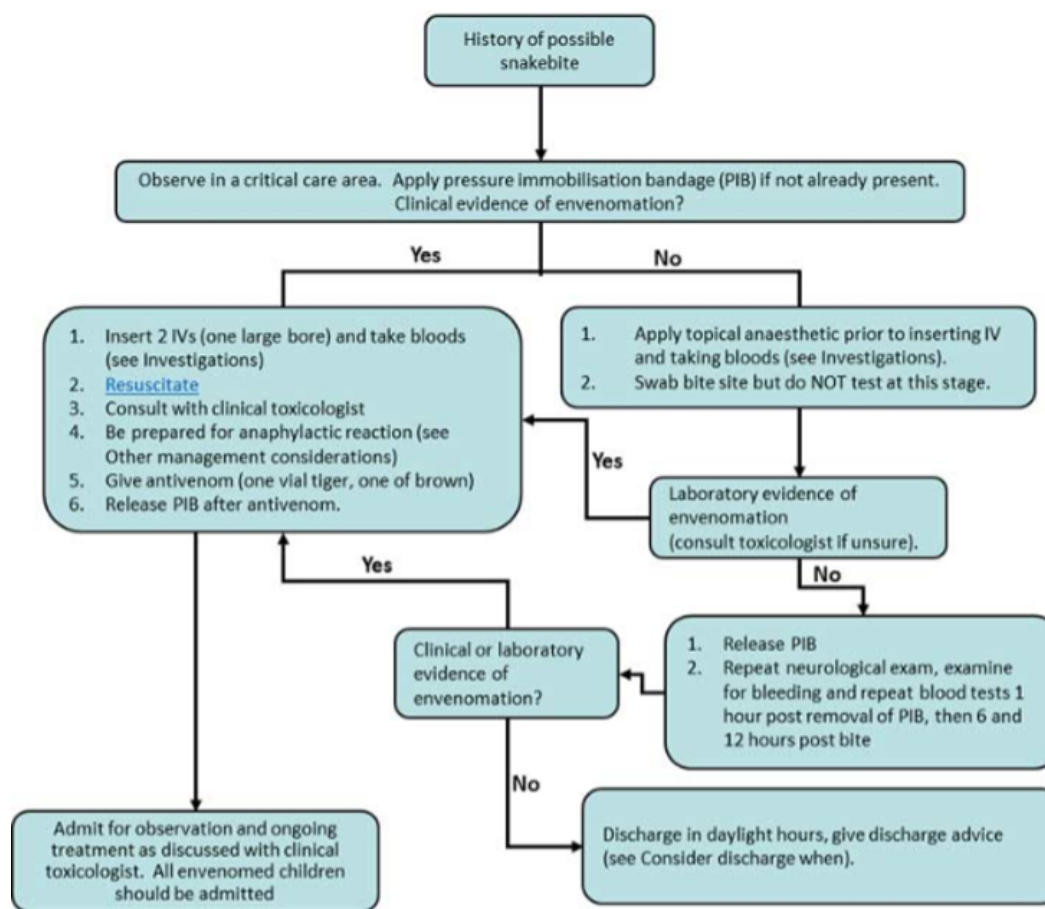 History of possible
snakebite
Observe in a critical care area.  Apply pressure immobilisation bandage (PIB) if not already present.
Clinical evidence of envenomation?
Yes
No
1. Insert 2 IVs (one large bore) and take bloods
(see Investigations)
2. Resuscitate
3. Consult with clinical toxicologist
4. Be prepared for anaphylactic reaction (see
Other management considerations)
5. Give antivenom (one vial tiger, one of brown)
6. Release PIB after antivenom.
1. Apply topical anaesthetic prior to inserting IV
and taking bloods (see Investigations).
2. Swab bite site but do NOT test at this stage.
Yes
Laboratory evidence of
envenomation
(consult toxicologist if unsure).
No
Yes
Clinical or laboratory
evidence of
envenomation?
1. Release PIB
2. Repeat neurological exam, examine
for bleeding and repeat blood tests 1
hour post removal of PIB, then 6 and
12 hours post bite
No
Admit for observation and ongoing
treatment as discussed with clinical
toxicologist.  All envenomed children
should be admitted
Discharge in daylight hours, give discharge advice
(see Consider discharge when).